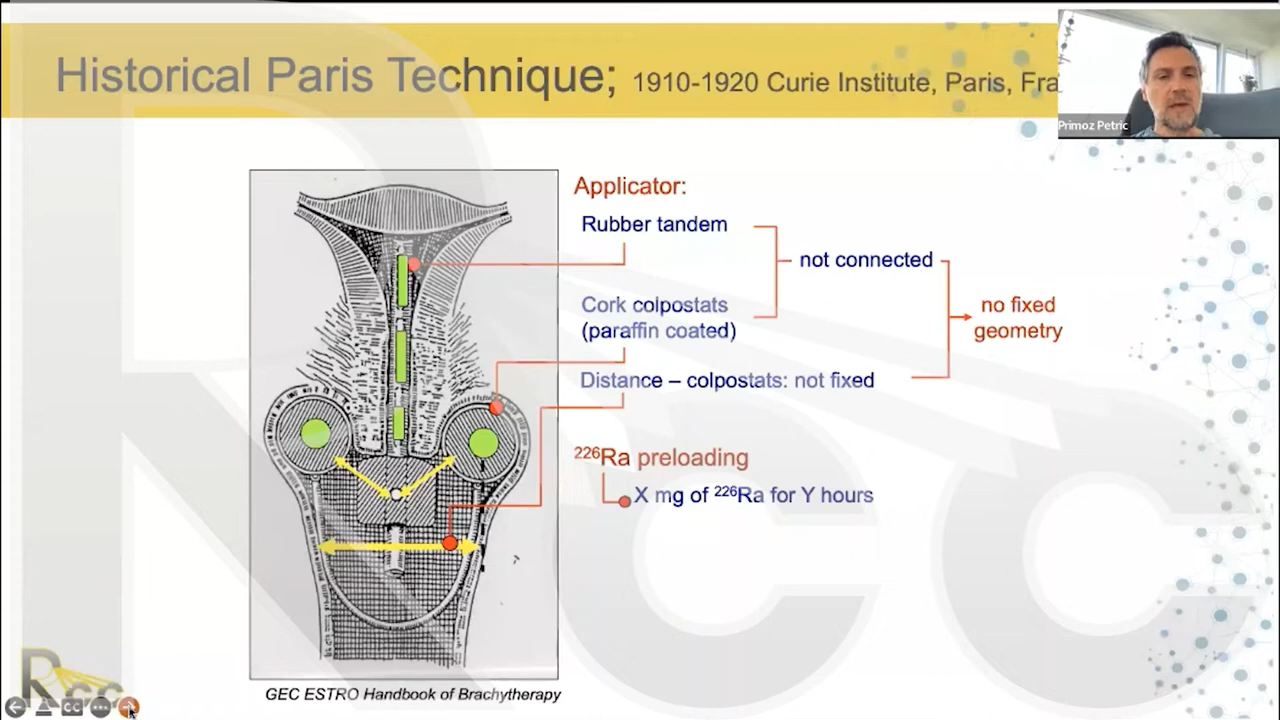 Historical Paris Technique; 1910-1920 Curie Institute, Paris, Fra
Primoz Petric
Applicator:
Rubber tandem
not connected
Cork colpostats
(paraffin coated)
no fixed
geometry
Distance – colpostats: not fixed
²²⁶Ra preloading
X mg of ²²⁶Ra for Y hours
GEC ESTRO Handbook of Brachytherapy
Rcc
CC